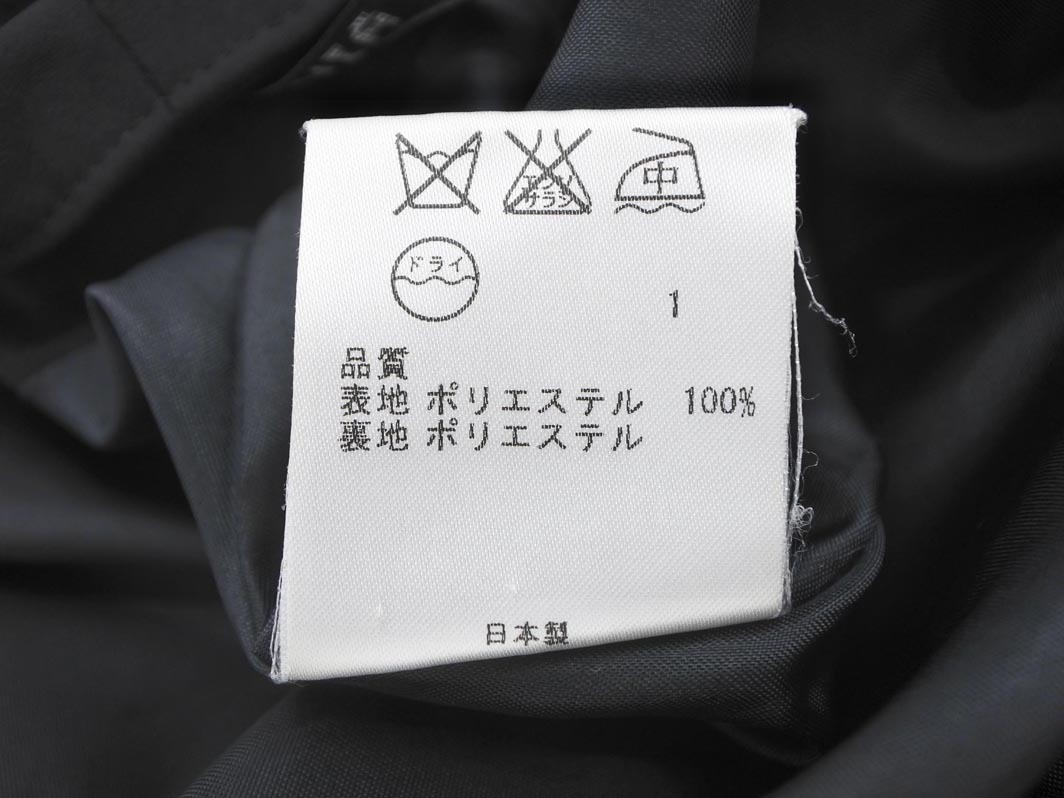 エンソ
サラシ
中
ドライ
1
品質
表地 ポリエステル 100%
裏地 ポリエステル
日本製